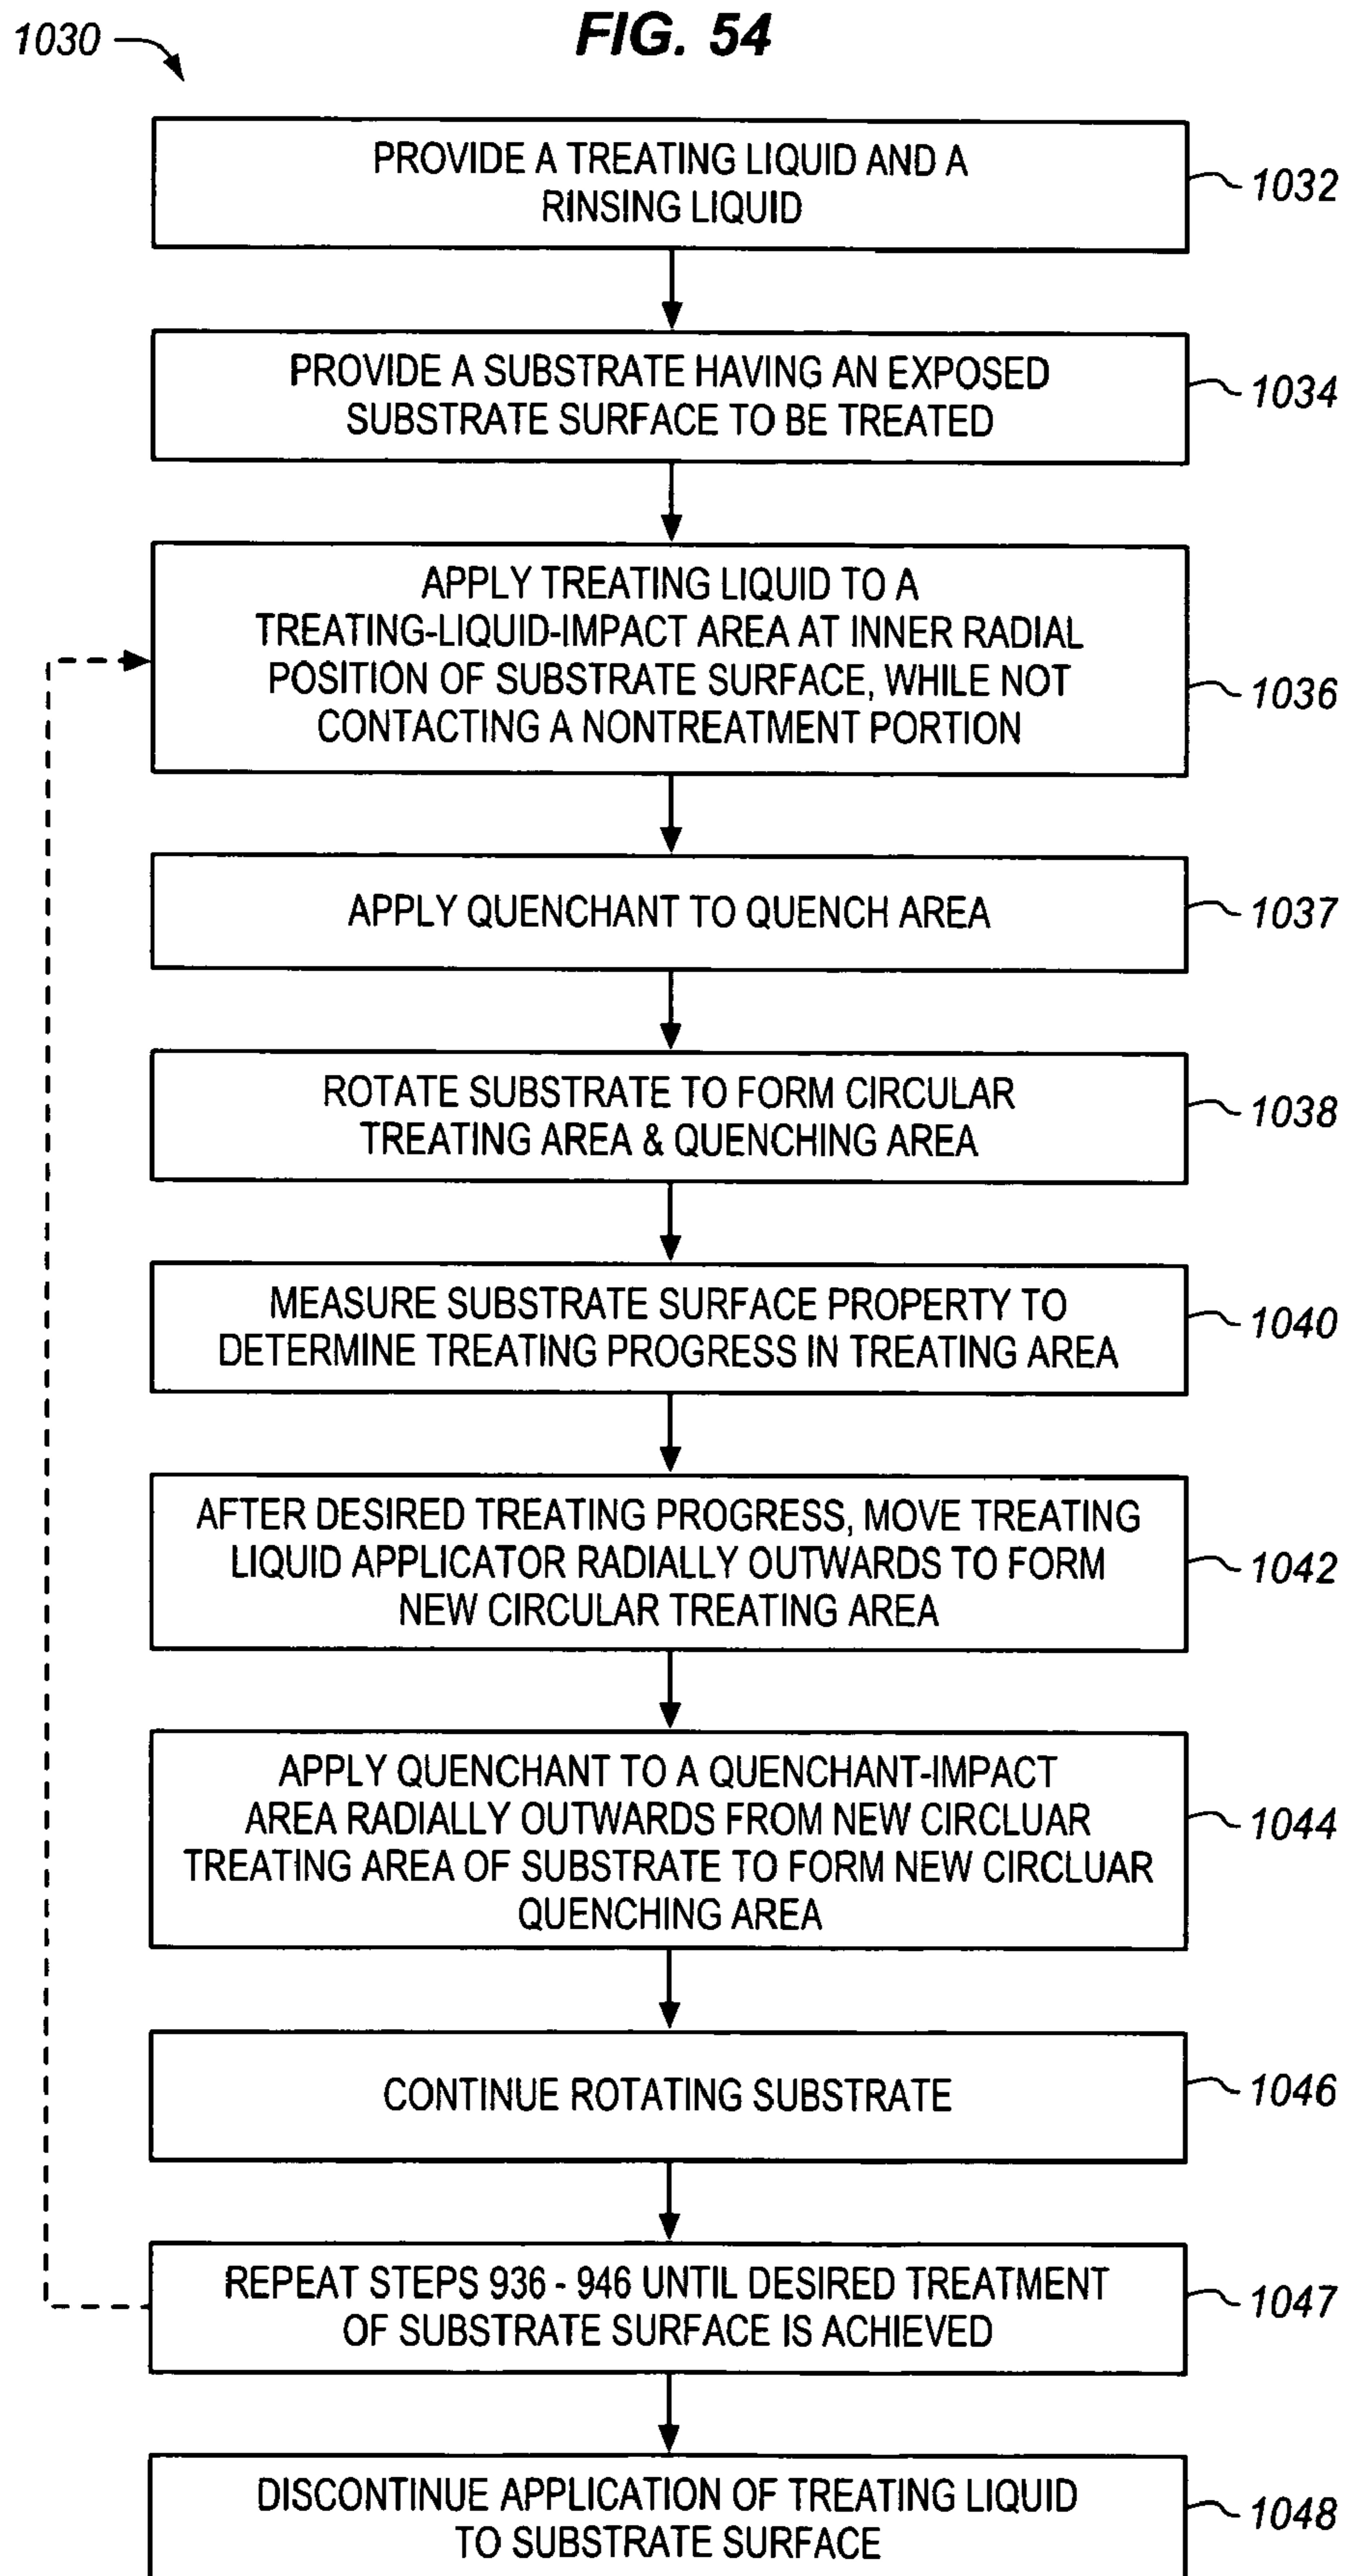 FIG. 54
1030
PROVIDE A TREATING LIQUID AND A
RINSING LIQUID
1032
PROVIDE A SUBSTRATE HAVING AN EXPOSED
SUBSTRATE SURFACE TO BE TREATED
1034
APPLY TREATING LIQUID TO A
TREATING-LIQUID-IMPACT AREA AT INNER RADIAL
POSITION OF SUBSTRATE SURFACE, WHILE NOT
CONTACTING A NONTREATMENT PORTION
1036
APPLY QUENCHANT TO QUENCH AREA
1037
ROTATE SUBSTRATE TO FORM CIRCULAR
TREATING AREA & QUENCHING AREA
1038
MEASURE SUBSTRATE SURFACE PROPERTY TO
DETERMINE TREATING PROGRESS IN TREATING AREA
1040
AFTER DESIRED TREATING PROGRESS, MOVE TREATING
LIQUID APPLICATOR RADIALLY OUTWARDS TO FORM
NEW CIRCULAR TREATING AREA
1042
APPLY QUENCHANT TO A QUENCHANT-IMPACT
AREA RADIALLY OUTWARDS FROM NEW CIRCLUAR
TREATING AREA OF SUBSTRATE TO FORM NEW CIRCLUAR
QUENCHING AREA
1044
CONTINUE ROTATING SUBSTRATE
1046
REPEAT STEPS 936 - 946 UNTIL DESIRED TREATMENT
OF SUBSTRATE SURFACE IS ACHIEVED
1047
DISCONTINUE APPLICATION OF TREATING LIQUID
TO SUBSTRATE SURFACE
1048